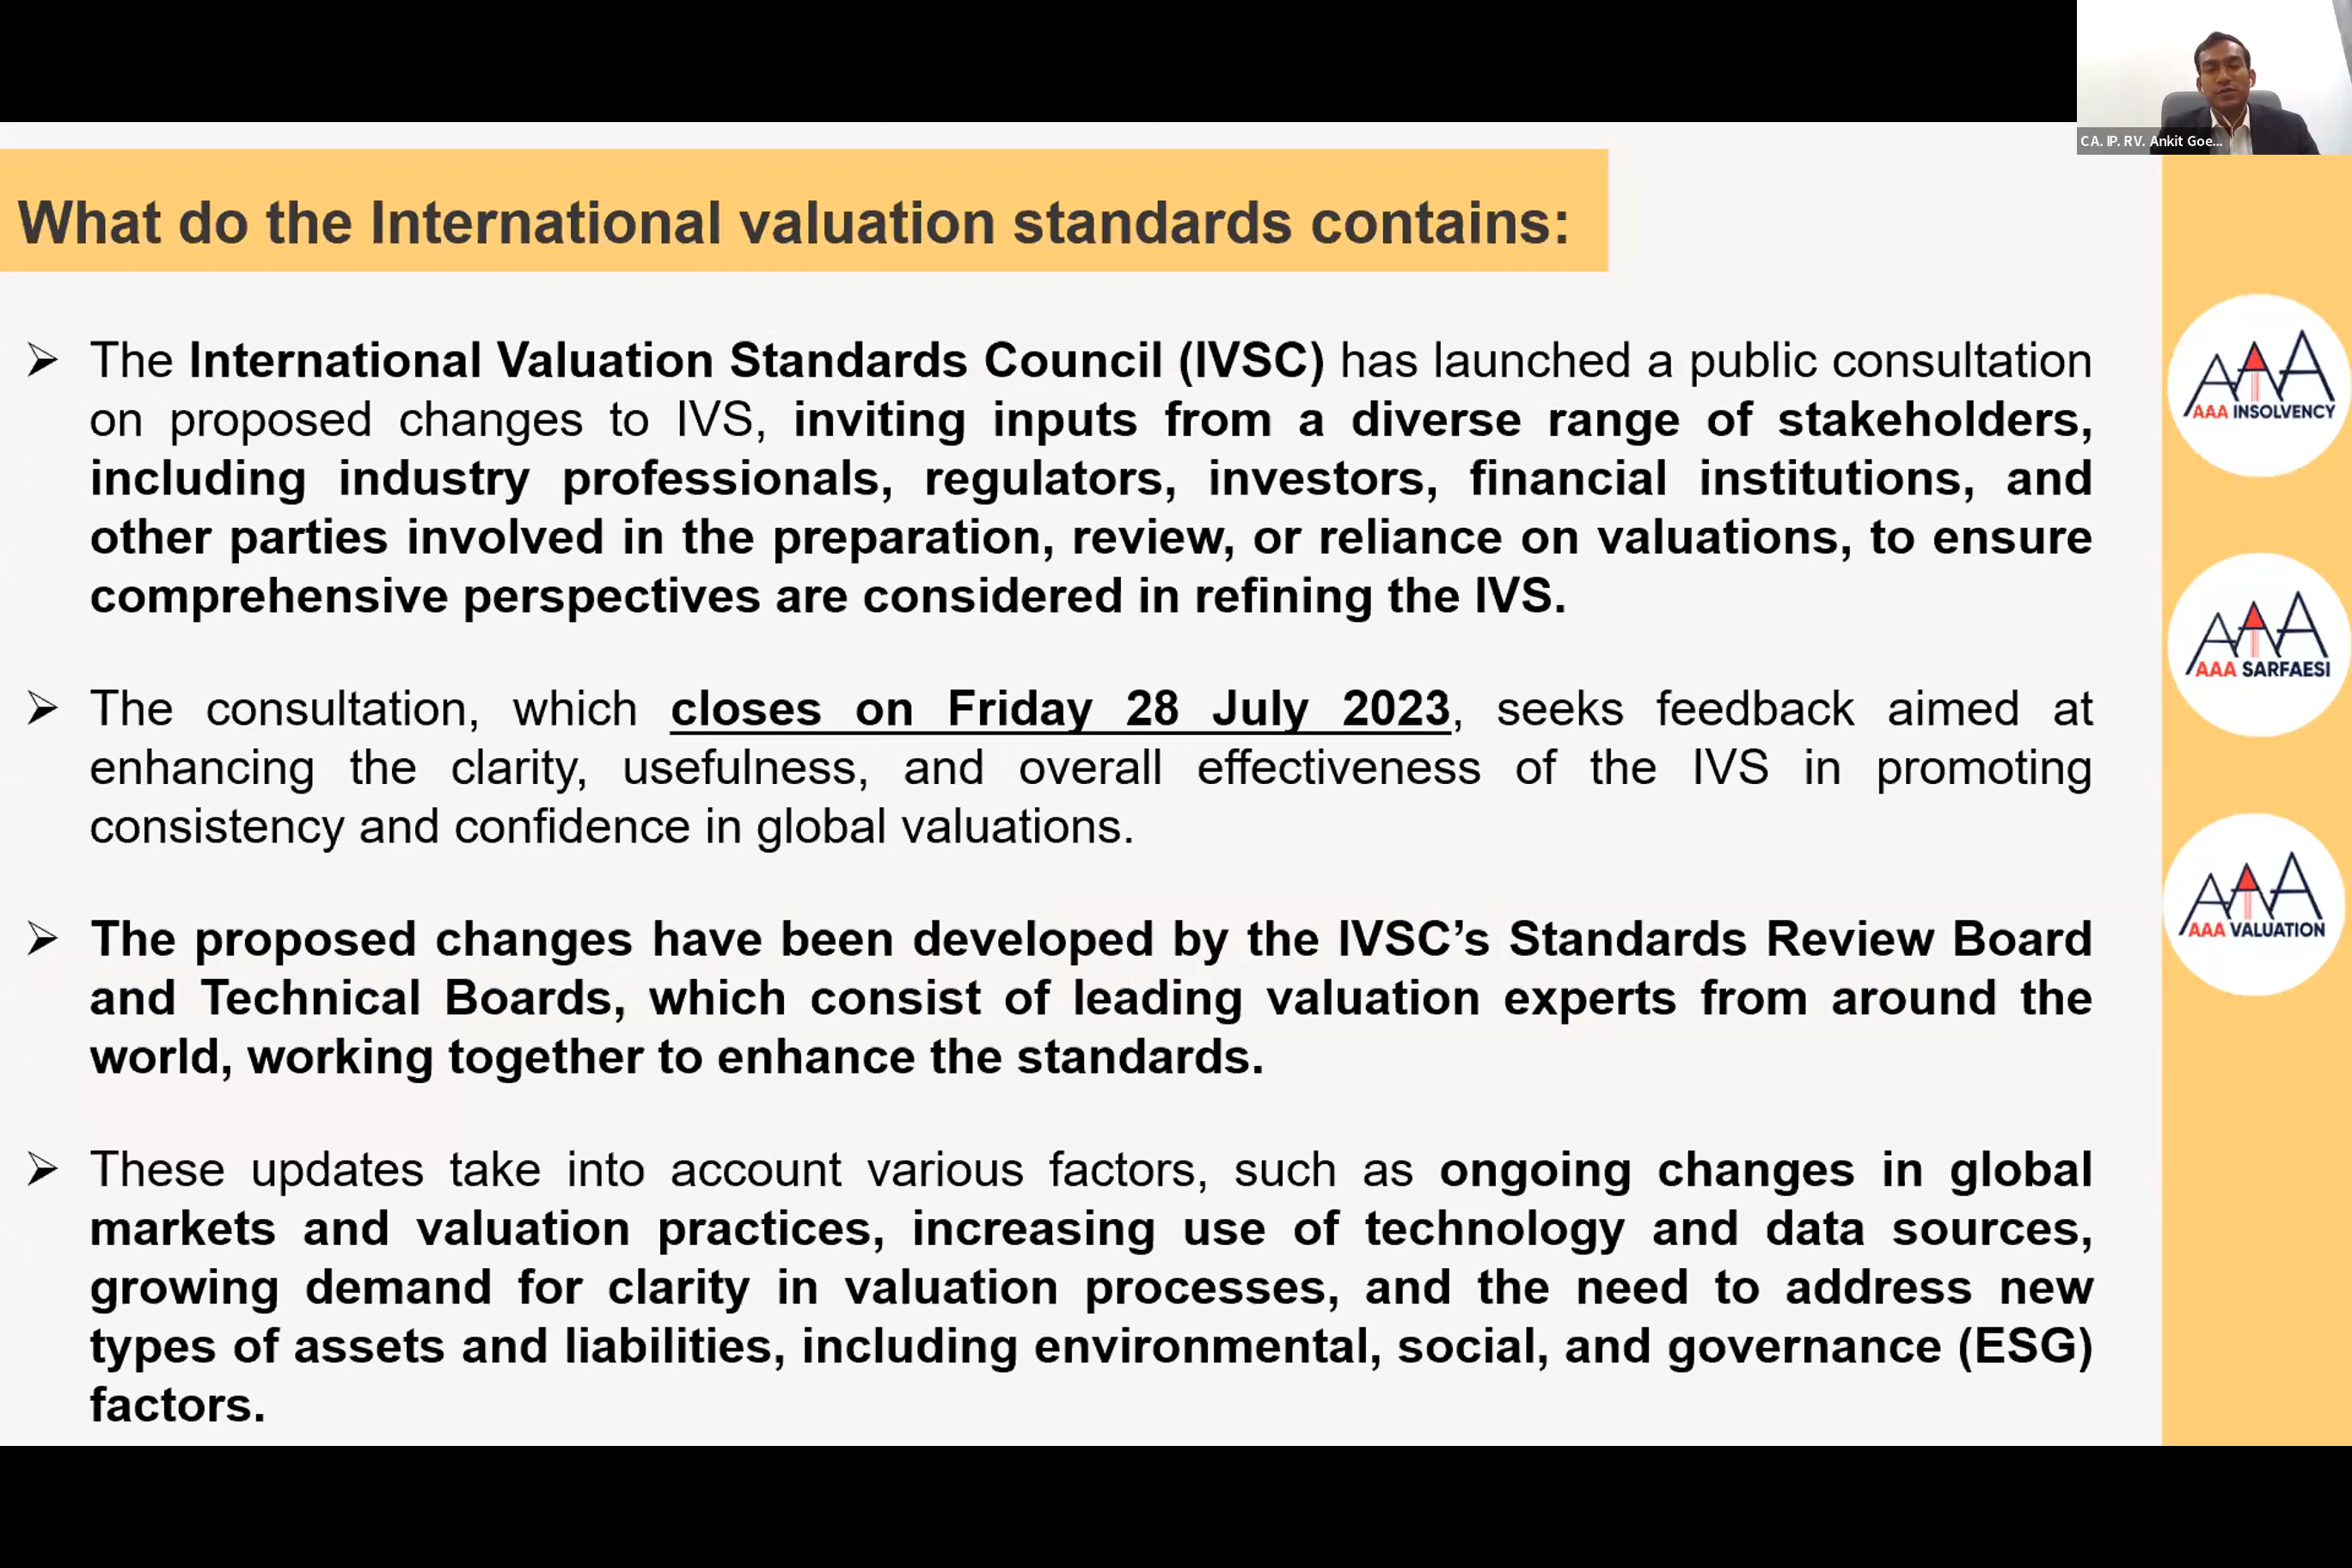 CA. IP. RV. Ankit Goe...
What do the International valuation standards contains:
➢ The International Valuation Standards Council (IVSC) has launched a public consultation
on proposed changes to IVS, inviting inputs from a diverse range of stakeholders,
including industry professionals, regulators, investors, financial institutions, and
other parties involved in the preparation, review, or reliance on valuations, to ensure
comprehensive perspectives are considered in refining the IVS.
➢ The consultation, which closes on Friday 28 July 2023, seeks feedback aimed at
enhancing the clarity, usefulness, and overall effectiveness of the IVS in promoting
consistency and confidence in global valuations.
➢ The proposed changes have been developed by the IVSC’s Standards Review Board
and Technical Boards, which consist of leading valuation experts from around the
world, working together to enhance the standards.
➢ These updates take into account various factors, such as ongoing changes in global
markets and valuation practices, increasing use of technology and data sources,
growing demand for clarity in valuation processes, and the need to address new
types of assets and liabilities, including environmental, social, and governance (ESG)
factors.
AAA
AAA INSOLVENCY
AAA
AAA SARFAESI
AAA
AAA VALUATION